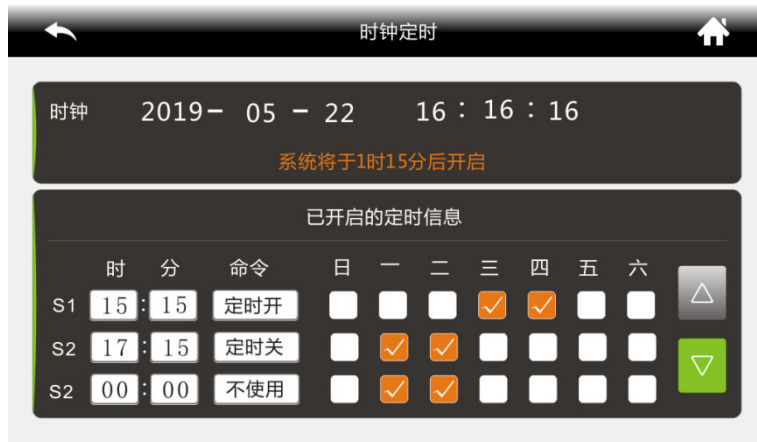 时钟定时
时钟 2019- 05 - 22 16 : 16 : 16
系统将于1时15分后开启
已开启的定时信息
时 分 命令 日 一 二 三 四 五 六
S1 15 : 15 定时开
S2 17 : 15 定时关
S2 00 : 00 不使用